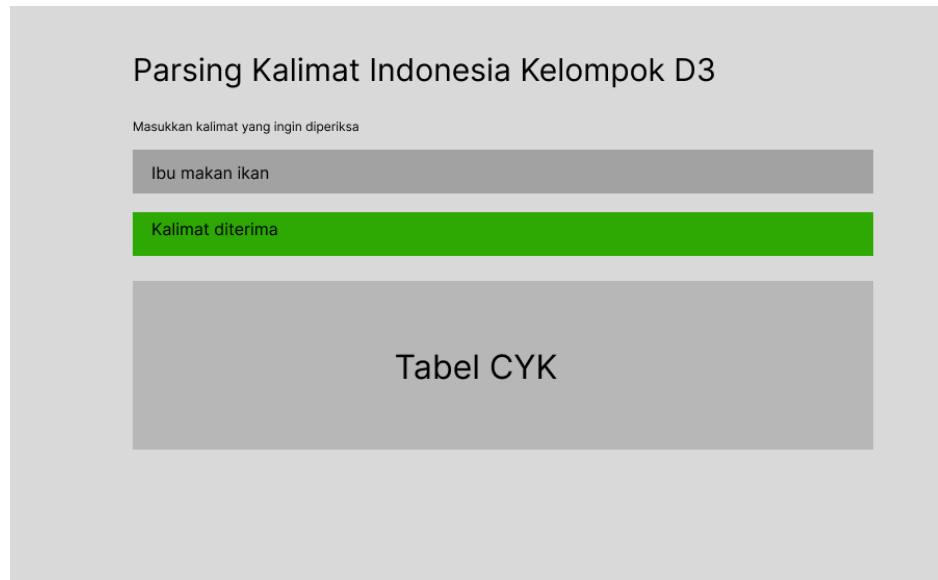 Parsing Kalimat Indonesia Kelompok D3
Masukkan kalimat yang ingin diperiksa
Ibu makan ikan
Kalimat diterima
Tabel CYK